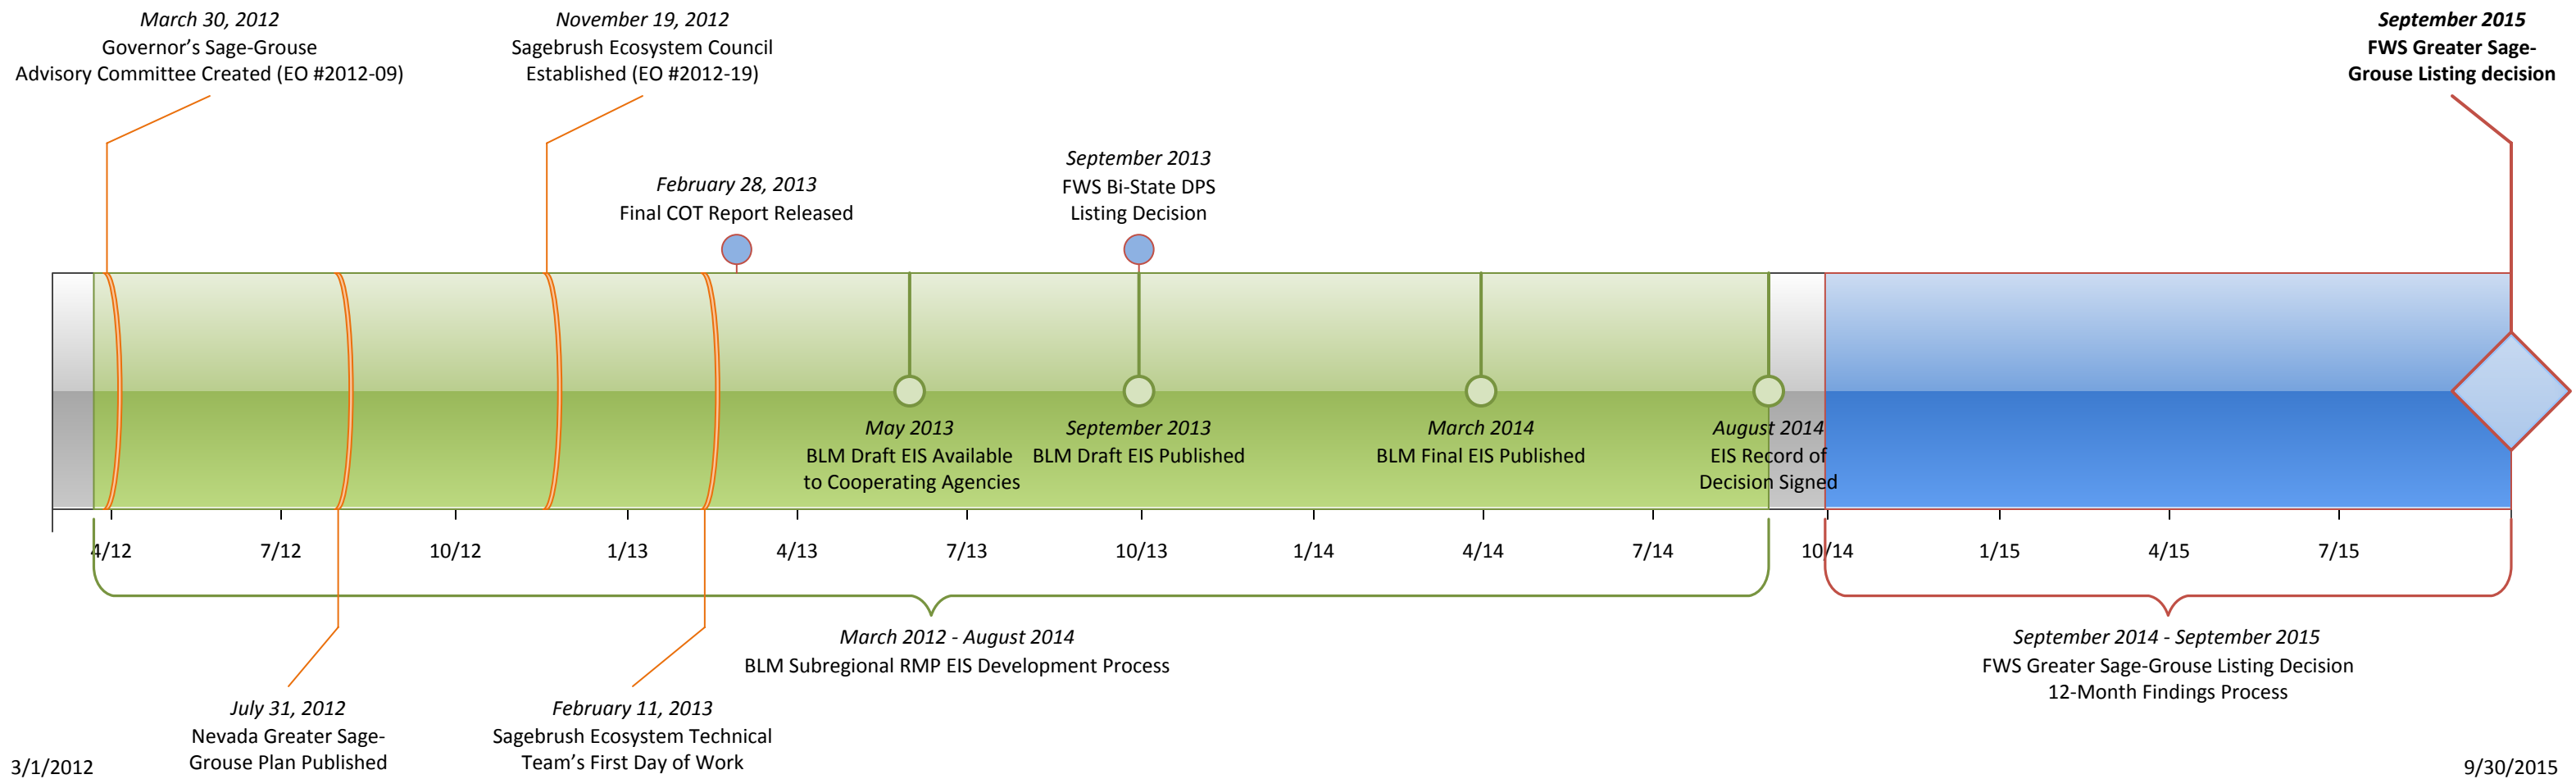 March 30, 2012
Governor’s Sage-Grouse
Advisory Committee Created (EO #2012-09)
November 19, 2012
Sagebrush Ecosystem Council
Established (EO #2012-19)
September 2015
FWS Greater Sage-
Grouse Listing decision
February 28, 2013
Final COT Report Released
September 2013
FWS Bi-State DPS
Listing Decision
May 2013
BLM Draft EIS Available
to Cooperating Agencies
September 2013
BLM Draft EIS Published
March 2014
BLM Final EIS Published
August 2014
EIS Record of
Decision Signed
4/12
7/12
10/12
1/13
4/13
7/13
10/13
1/14
4/14
7/14
10/14
1/15
4/15
7/15
March 2012 - August 2014
BLM Subregional RMP EIS Development Process
September 2014 - September 2015
FWS Greater Sage-Grouse Listing Decision
12-Month Findings Process
July 31, 2012
Nevada Greater Sage-
Grouse Plan Published
February 11, 2013
Sagebrush Ecosystem Technical
Team’s First Day of Work
3/1/2012
9/30/2015